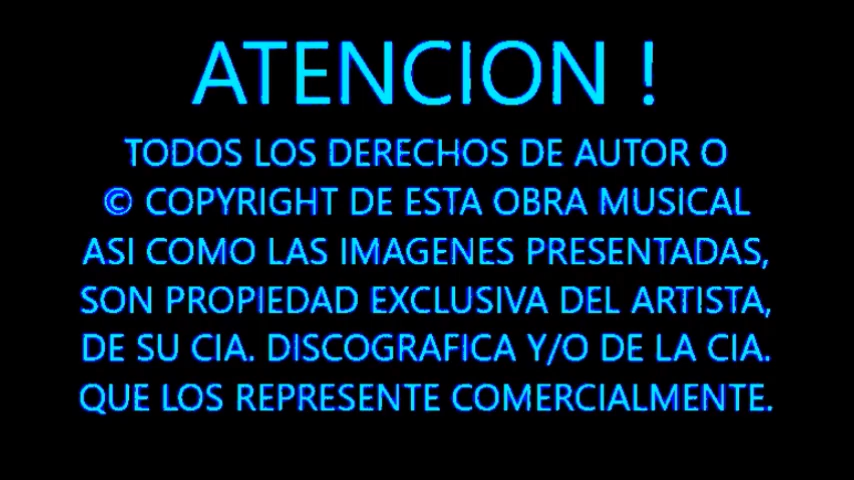 ATENCION !
TODOS LOS DERECHOS DE AUTOR O
© COPYRIGHT DE ESTA OBRA MUSICAL
ASI COMO LAS IMAGENES PRESENTADAS,
SON PROPIEDAD EXCLUSIVA DEL ARTISTA,
DE SU CIA. DISCOGRAFICA Y/O DE LA CIA.
QUE LOS REPRESENTE COMERCIALMENTE.